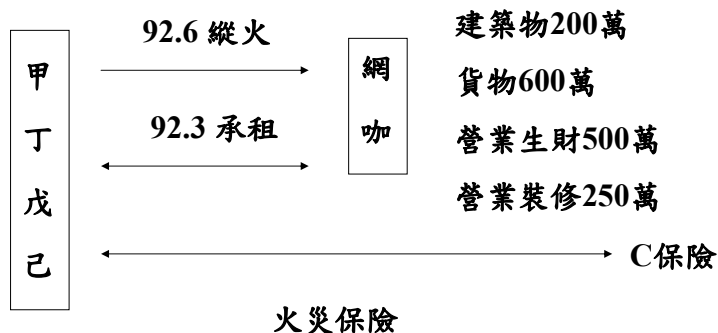 92.6 縱火
92.3 承租
甲
丁
戊
己
網
咖
建築物200萬
貨物600萬
營業生財500萬
營業裝修250萬
C保險
火災保險